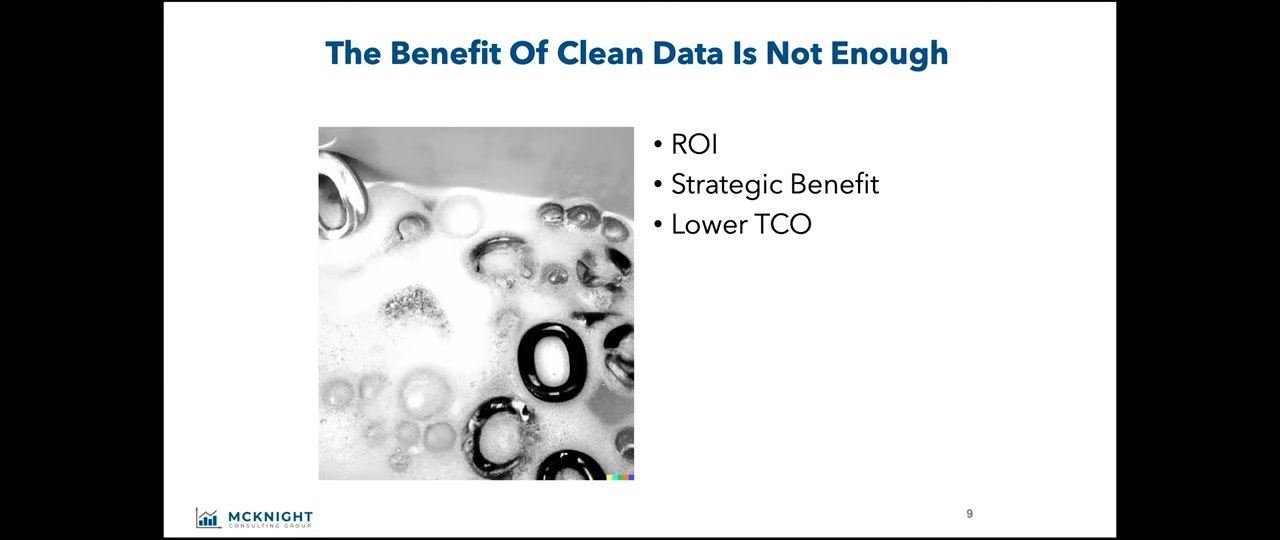 The Benefit Of Clean Data Is Not Enough
• ROI
• Strategic Benefit
• Lower TCO
MCKNIGHT
CONSULTING GROUP
9